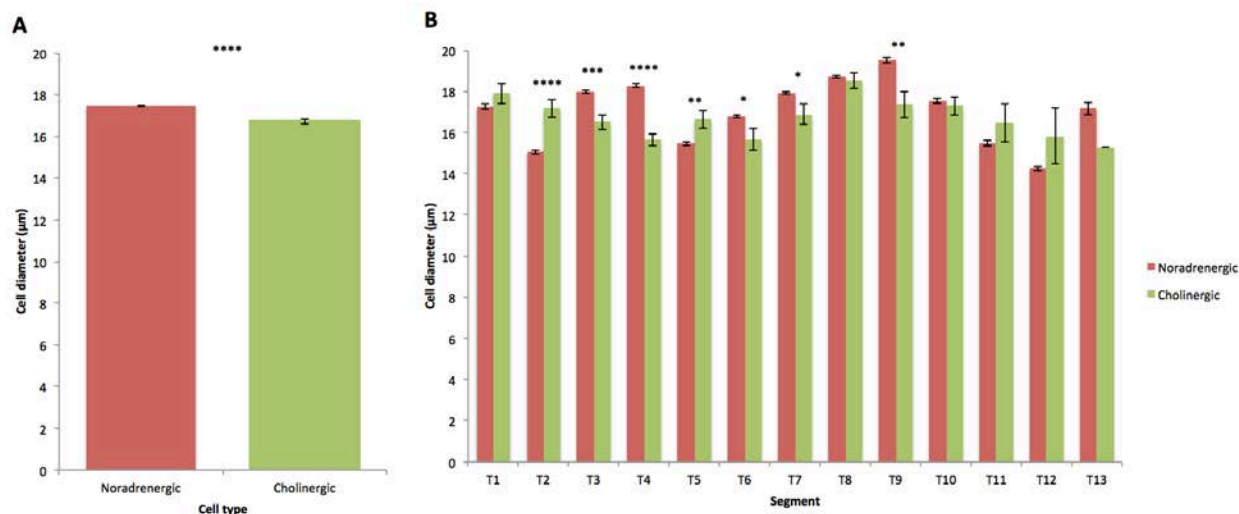 A
****
20
18
16
14
12
10
8
6
4
2
0
Cell diameter (µm)
Noradrenergic Cholinergic
Cell type
B
**** *** **** ** * * **
20
18
16
14
12
10
8
6
4
2
0
Cell diameter (µm)
T1 T2 T3 T4 T5 T6 T7 T8 T9 T10 T11 T12 T13
Segment
Noradrenergic
Cholinergic